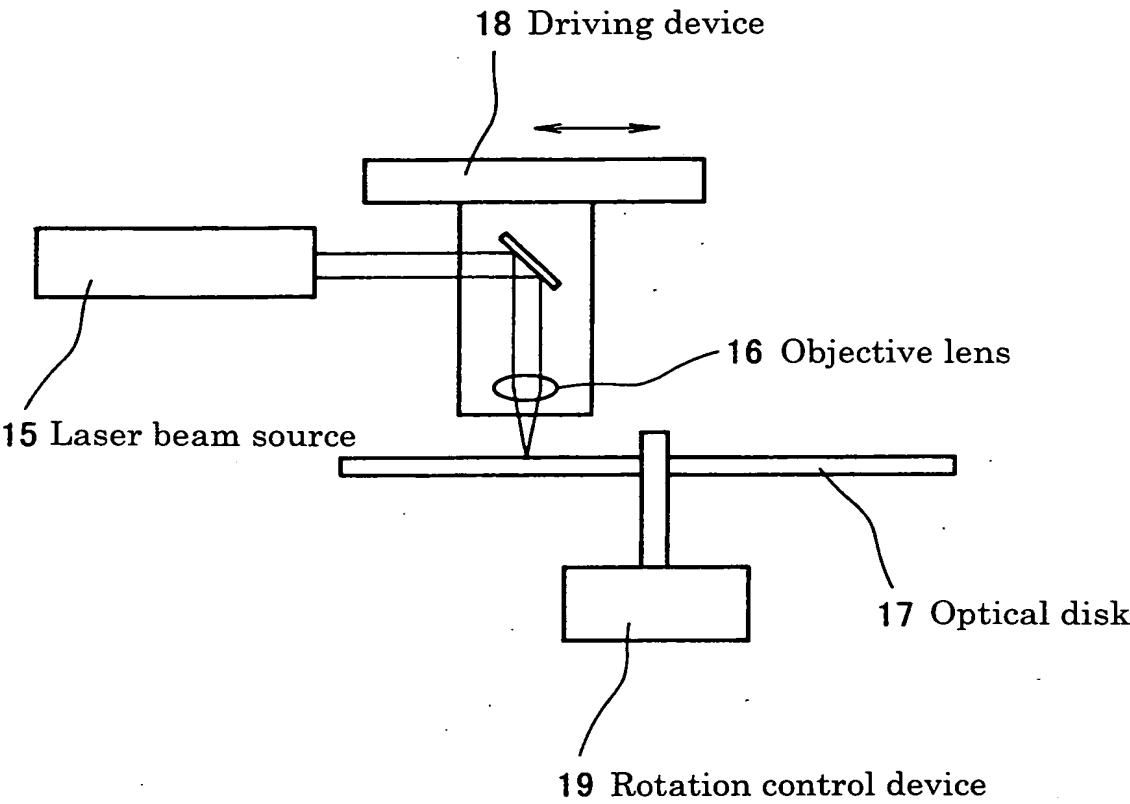 18 Driving device
16 Objective lens
15 Laser beam source
17 Optical disk
19 Rotation control device